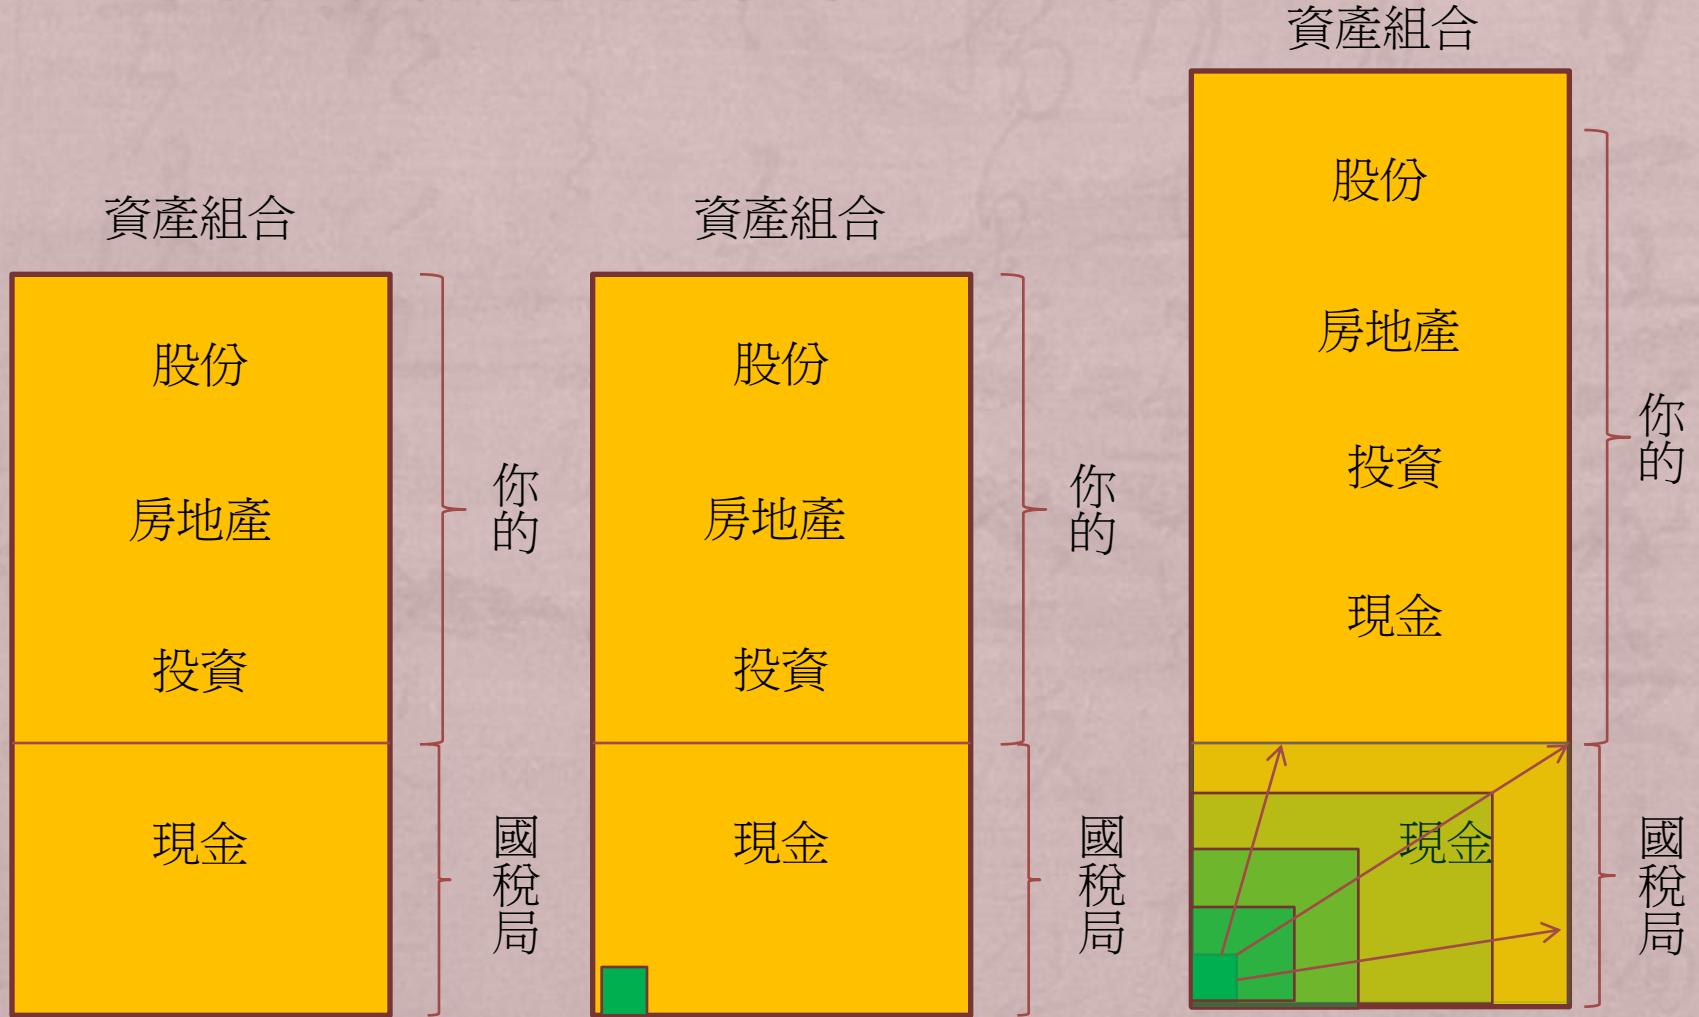 資產組合
股份
房地產
投資
現金
你的
國稅局
資產組合
股份
房地產
投資
現金
你的
國稅局
資產組合
股份
房地產
投資
現金
現金
你的
國稅局